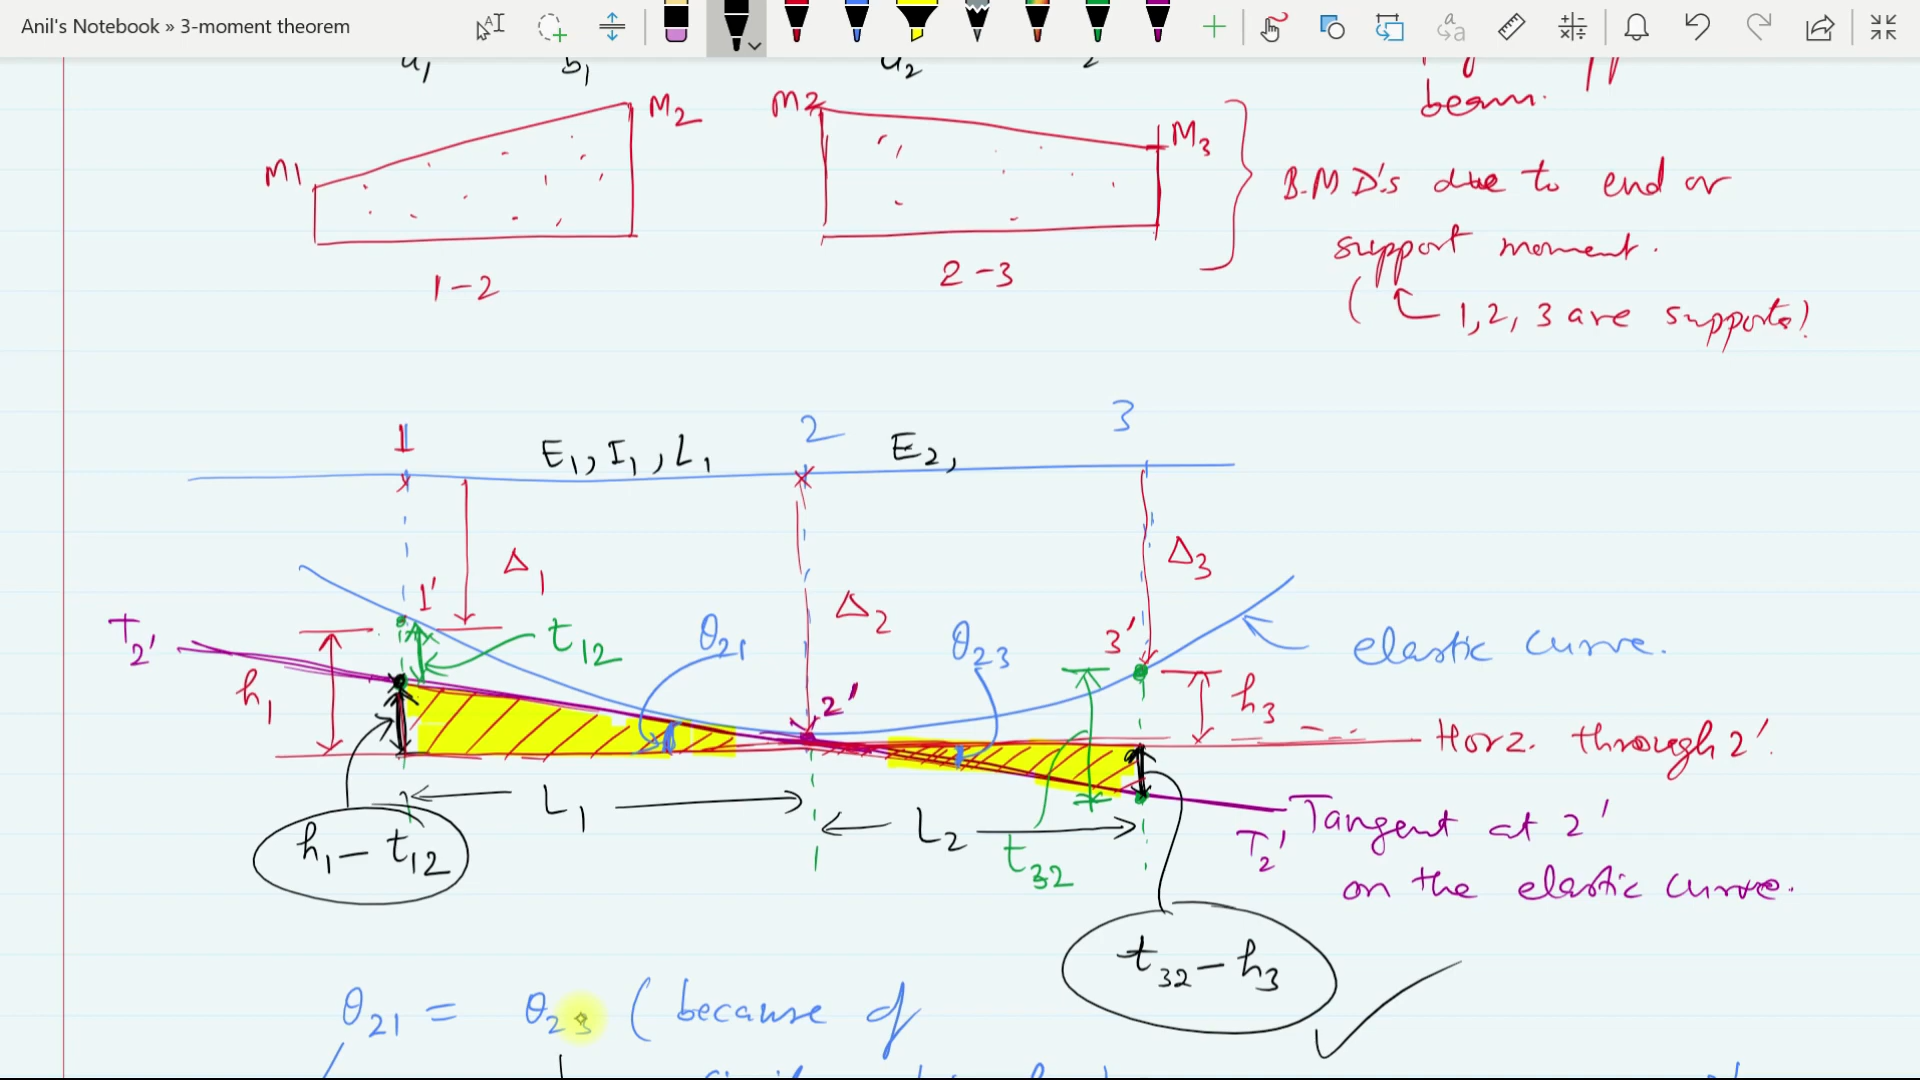 Anil's Notebook » 3-moment theorem
b1
beam.
M1 M2 M2 M3
B.M D's due to end or
support moment.
1-2 2-3
( 1, 2, 3 are supports)
1 2 3
E1, I1, L1 E2,
Δ1 Δ2 Δ3
1' 3'
T2' t12 θ21 θ23 elastic curve.
h1 2' h3
Horz. through 2'.
L1 L2
T2' Tangent at 2'
h1 - t12 t32 on the elastic curve.
t32 - h3
θ21 = θ23 (because of